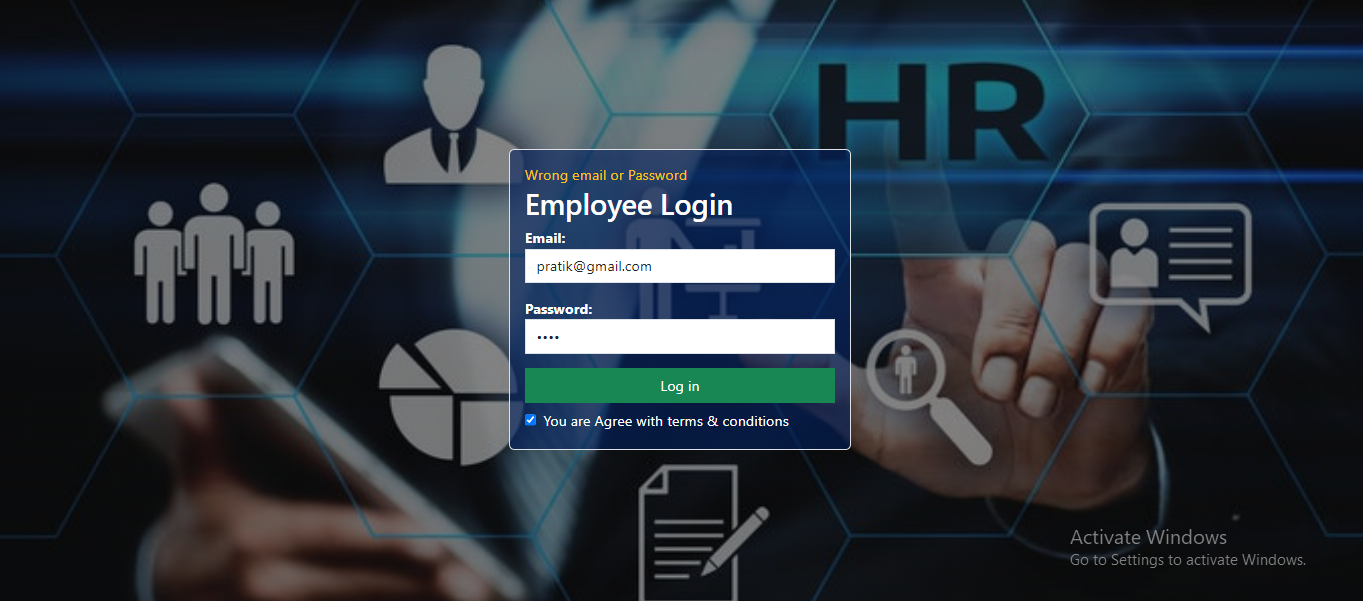 HR
Wrong email or Password
Employee Login
Email:
pratik@gmail.com
Password:
••••
Log in
You are Agree with terms & conditions
Activate Windows
Go to Settings to activate Windows.